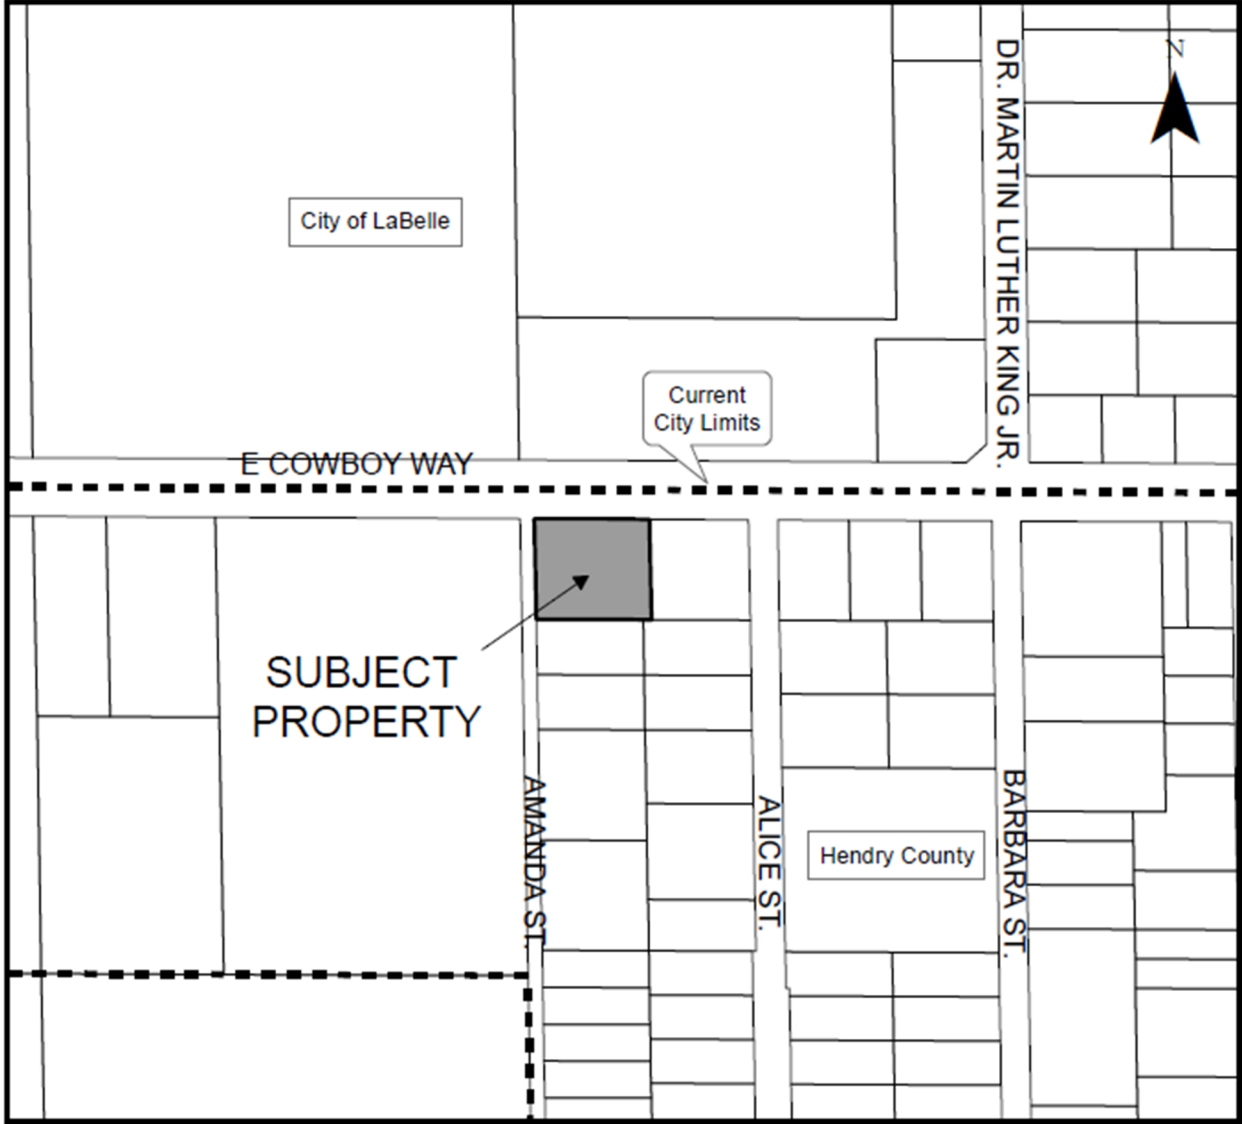 N
DR. MARTIN LUTHER KING JR.
City of LaBelle
Current
City Limits
E COWBOY WAY
SUBJECT
PROPERTY
AMANDA ST.
ALICE ST.
BARBARA ST.
Hendry County